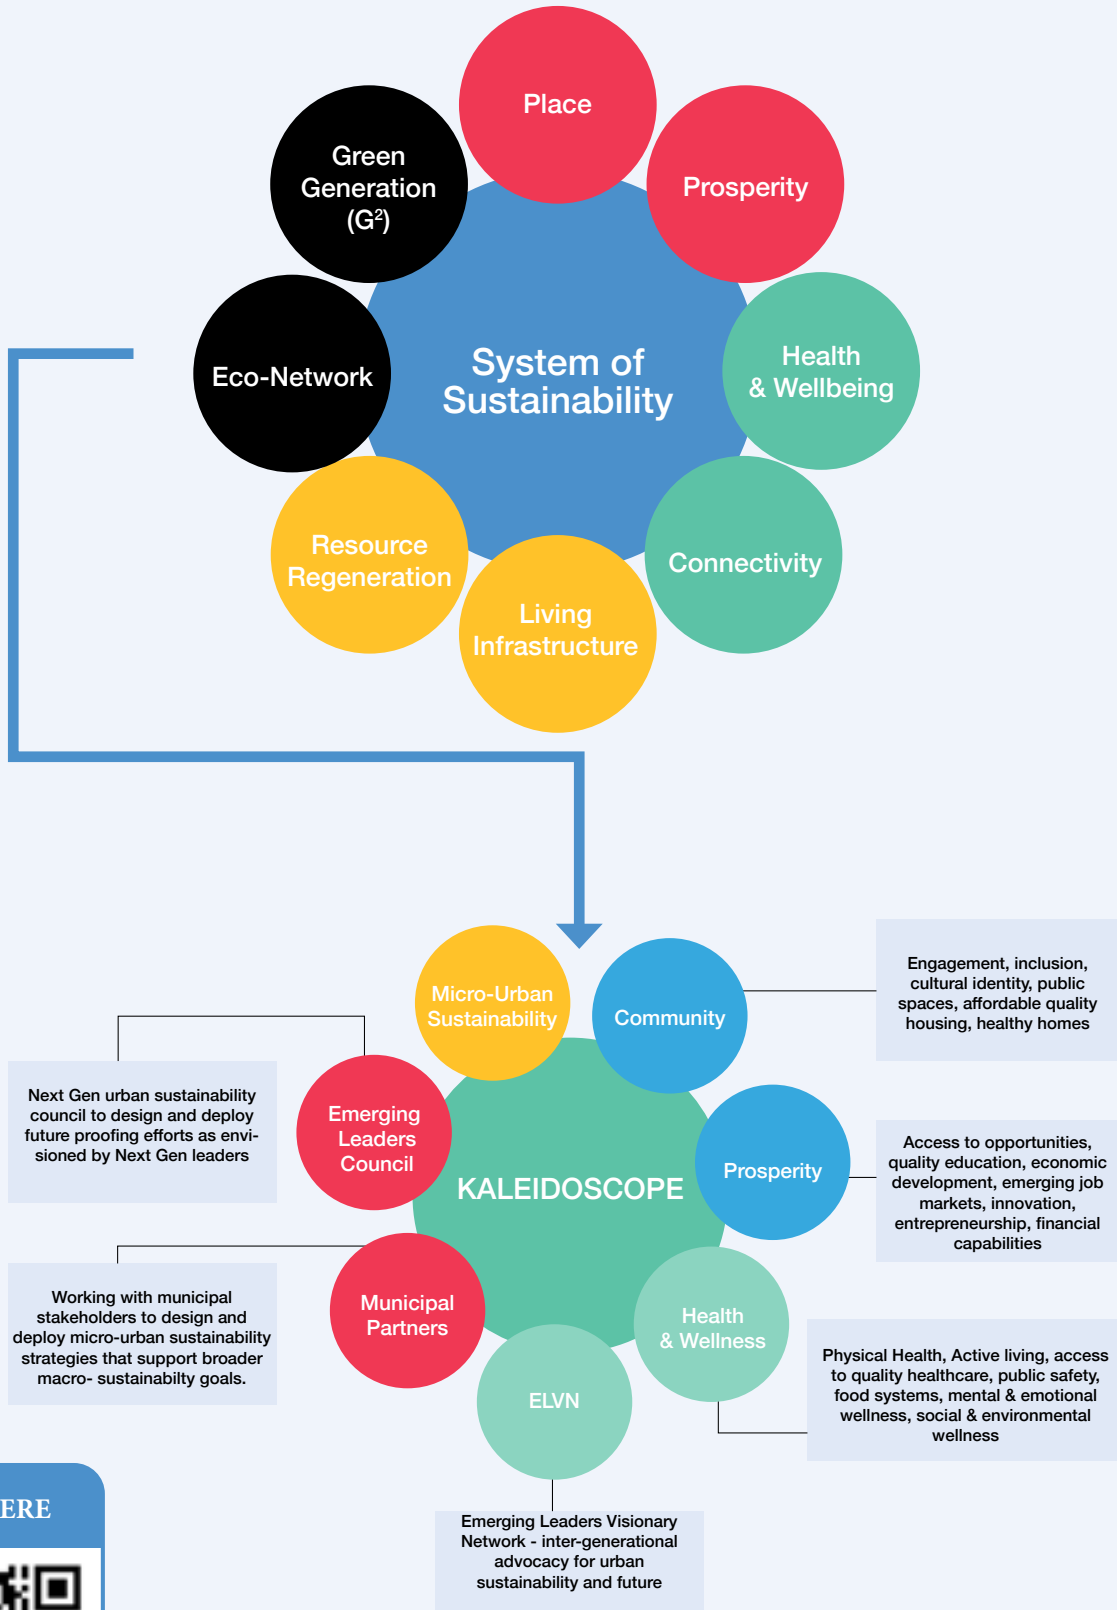 Place
Prosperity
Green
Generation
(G²)
Health
& Wellbeing
Eco-Network
System of
Sustainability
Resource
Regeneration
Connectivity
Living
Infrastructure
Micro-Urban
Sustainability
Community
Engagement, inclusion,
cultural identity, public
spaces, affordable quality
housing, healthy homes
Next Gen urban sustainability
council to design and deploy
future proofing efforts as envi-
sioned by Next Gen leaders
Emerging
Leaders
Council
KALEIDOSCOPE
Prosperity
Access to opportunities,
quality education, economic
development, emerging job
markets, innovation,
entrepreneurship, financial
capabilities
Working with municipal
stakeholders to design and
deploy micro-urban sustainability
strategies that support broader
macro- sustainabilty goals.
Municipal
Partners
Health
& Wellness
Physical Health, Active living, access
to quality healthcare, public safety,
food systems, mental & emotional
wellness, social & environmental
wellness
ELVN
Emerging Leaders Visionary
Network - inter-generational
advocacy for urban
sustainability and future
ERE